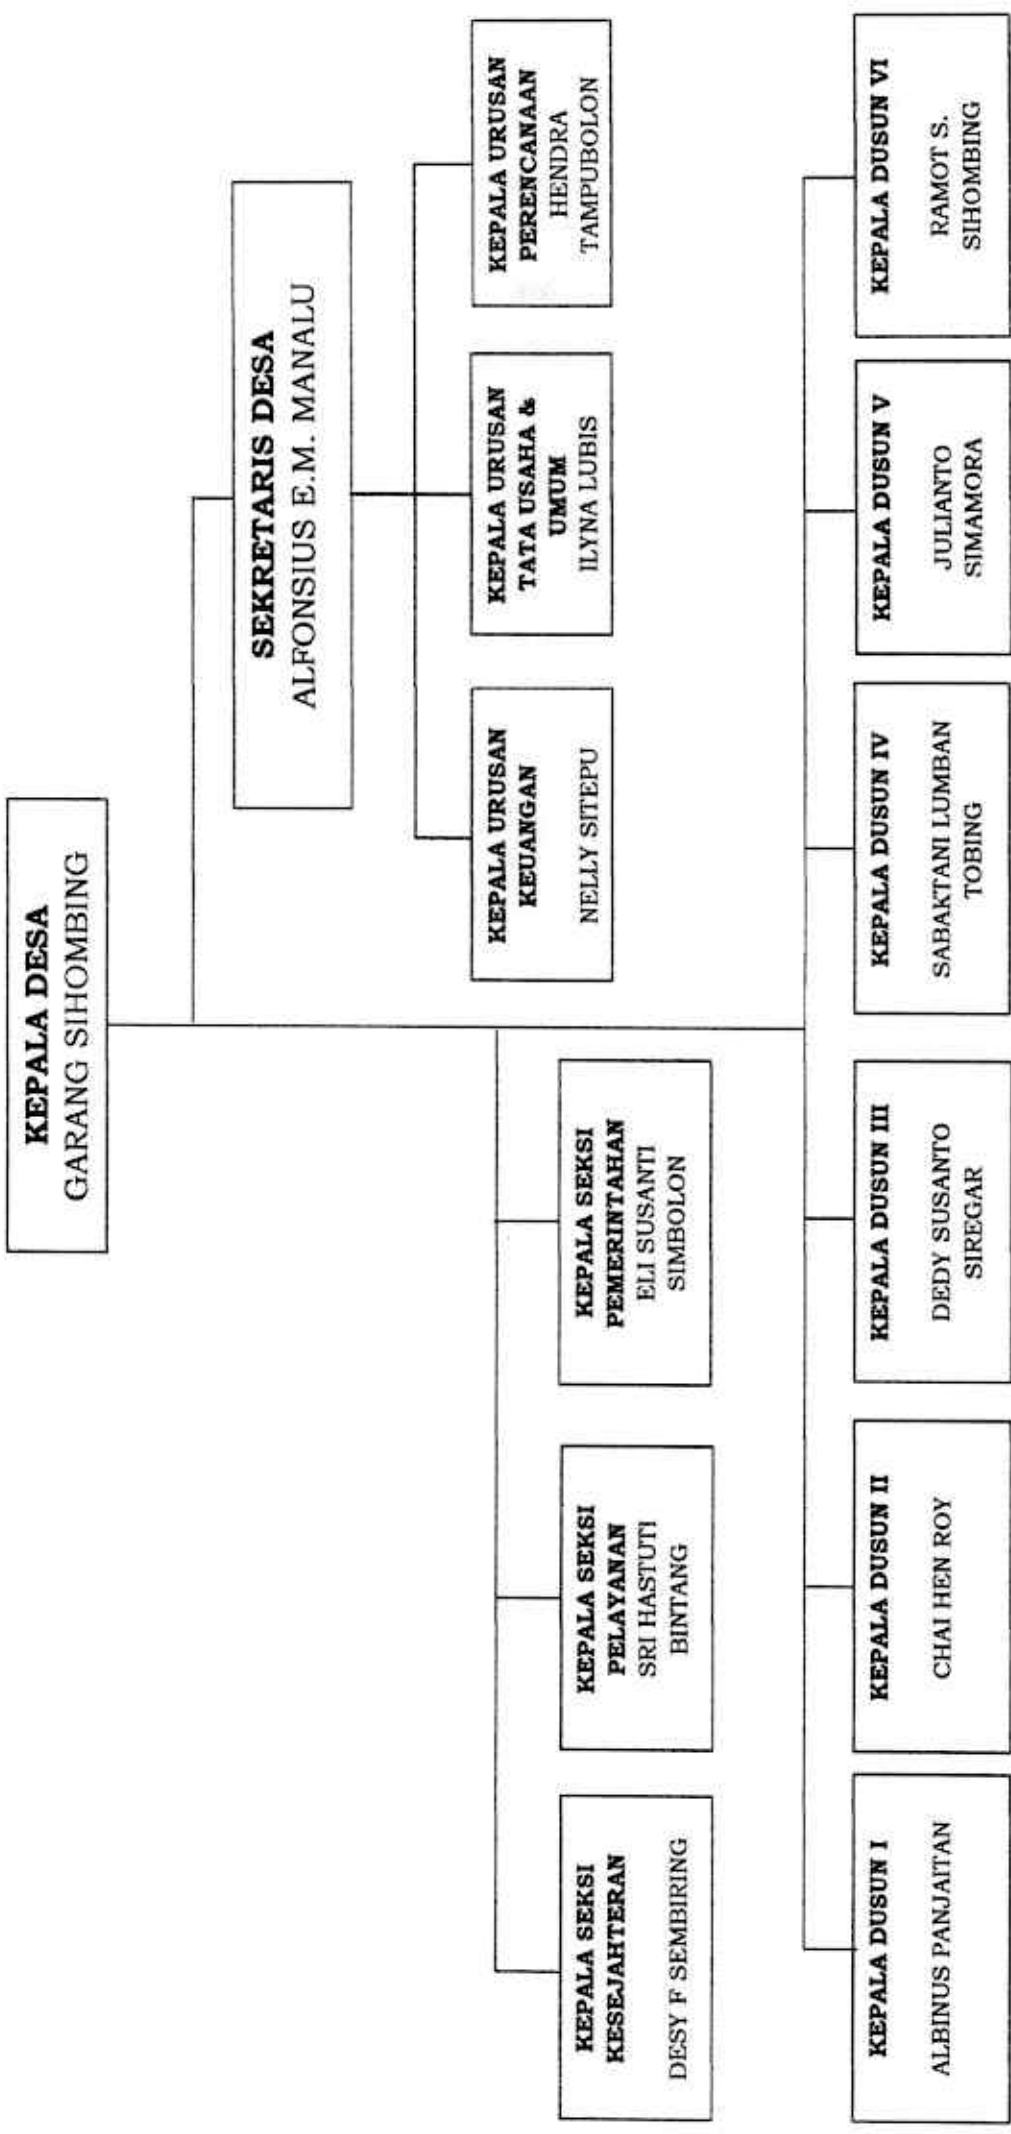 KEPALA DESA
GARANG SIHOMBING
SEKRETARIS DESA
ALFONSIUS E.M. MANALU
KEPALA URUSAN
KEUANGAN
NELLY SITEPU
KEPALA URUSAN
TATA USAHA &
UMUM
ILYNA LUBIS
KEPALA URUSAN
PERENCANAAN
HENDRA
TAMPUBOLON
KEPALA SEKSI
KESEJAHTERAN
DESY F SEMBIRING
KEPALA SEKSI
PELAYANAN
SRI HASTUTI
BINTANG
KEPALA SEKSI
PEMERINTAHAN
ELI SUSANTI
SIMBOLON
KEPALA DUSUN I
ALBINUS PANJAITAN
KEPALA DUSUN II
CHAI HEN ROY
KEPALA DUSUN III
DEDY SUSANTO
SIREGAR
KEPALA DUSUN IV
SABAKTANI LUMBAN
TOBING
KEPALA DUSUN V
JULIANTO
SIMAMORA
KEPALA DUSUN VI
RAMOT S.
SIHOMBING